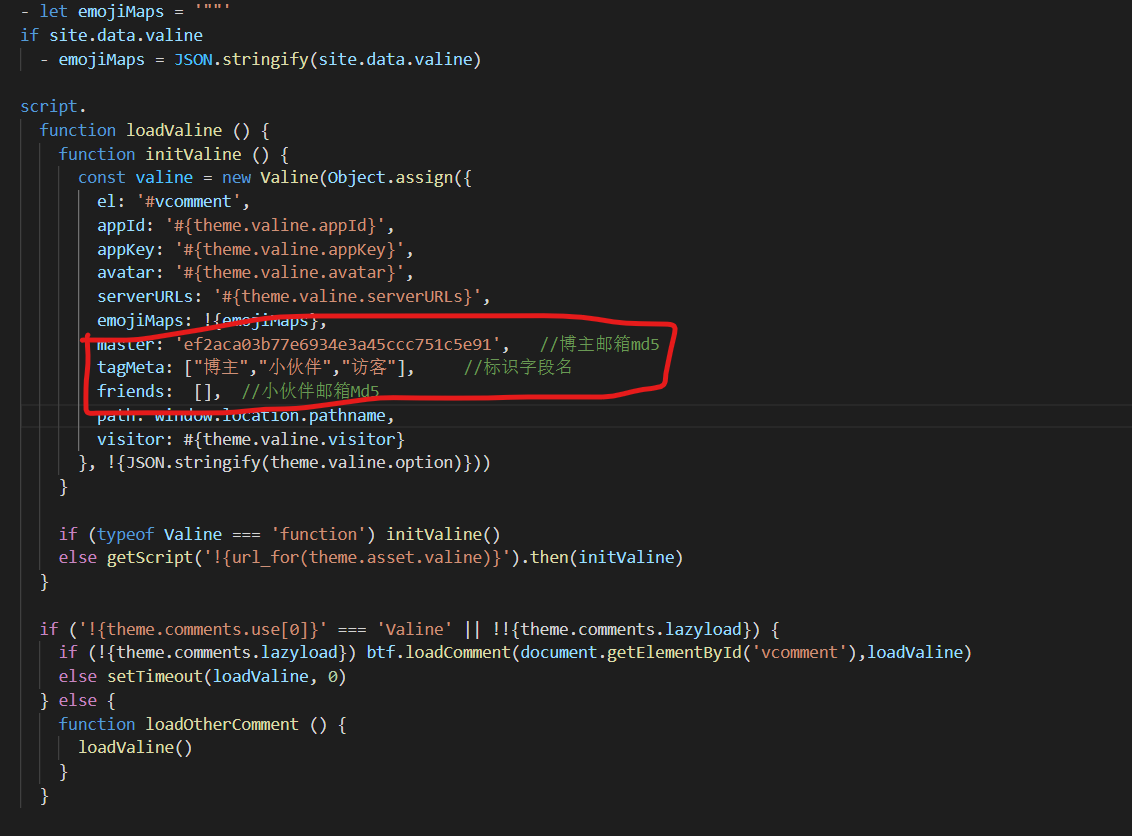 - let emojiMaps = '""'
if site.data.valine
- emojiMaps = JSON.stringify(site.data.valine)
script.
function loadValine () {
function initValine () {
const valine = new Valine(Object.assign({
el: '#vcomment',
appId: '#{theme.valine.appId}',
appKey: '#{theme.valine.appKey}',
avatar: '#{theme.valine.avatar}',
serverURLs: '#{theme.valine.serverURLs}',
emojiMaps: !{emojiMaps},
master: 'ef2aca03b77e6934e3a45ccc751c5e91', //博主邮箱md5
tagMeta: ["博主","小伙伴","访客"], //标识字段名
friends: [], //小伙伴邮箱Md5
path: window.location.pathname,
visitor: #{theme.valine.visitor}
}, !{JSON.stringify(theme.valine.option)}))
}
if (typeof Valine === 'function') initValine()
else getScript('!{url_for(theme.asset.valine)}').then(initValine)
}
if ('!{theme.comments.use[0]}' === 'Valine' || !!{theme.comments.lazyload}) {
if (!{theme.comments.lazyload}) btf.loadComment(document.getElementById('vcomment'),loadValine)
else setTimeout(loadValine, 0)
} else {
function loadOtherComment () {
loadValine()
}
}